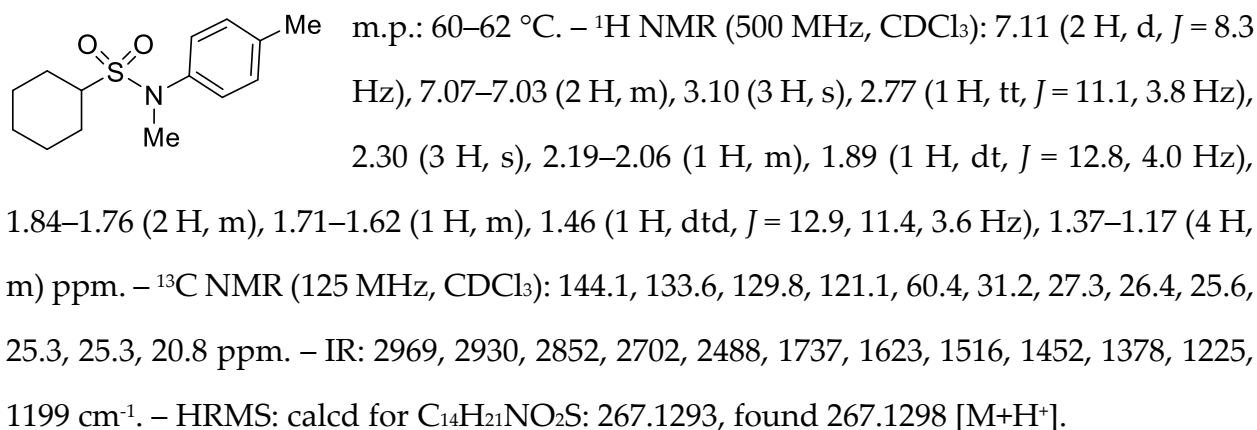 Me
O O
S
N
Me
m.p.: 60–62 °C. – ¹H NMR (500 MHz, CDCl₃): 7.11 (2 H, d, J = 8.3
Hz), 7.07–7.03 (2 H, m), 3.10 (3 H, s), 2.77 (1 H, tt, J = 11.1, 3.8 Hz),
2.30 (3 H, s), 2.19–2.06 (1 H, m), 1.89 (1 H, dt, J = 12.8, 4.0 Hz),
1.84–1.76 (2 H, m), 1.71–1.62 (1 H, m), 1.46 (1 H, dtd, J = 12.9, 11.4, 3.6 Hz), 1.37–1.17 (4 H,
m) ppm. – ¹³C NMR (125 MHz, CDCl₃): 144.1, 133.6, 129.8, 121.1, 60.4, 31.2, 27.3, 26.4, 25.6,
25.3, 25.3, 20.8 ppm. – IR: 2969, 2930, 2852, 2702, 2488, 1737, 1623, 1516, 1452, 1378, 1225,
1199 cm⁻¹. – HRMS: calcd for C₁₄H₂₁NO₂S: 267.1293, found 267.1298 [M+H⁺].